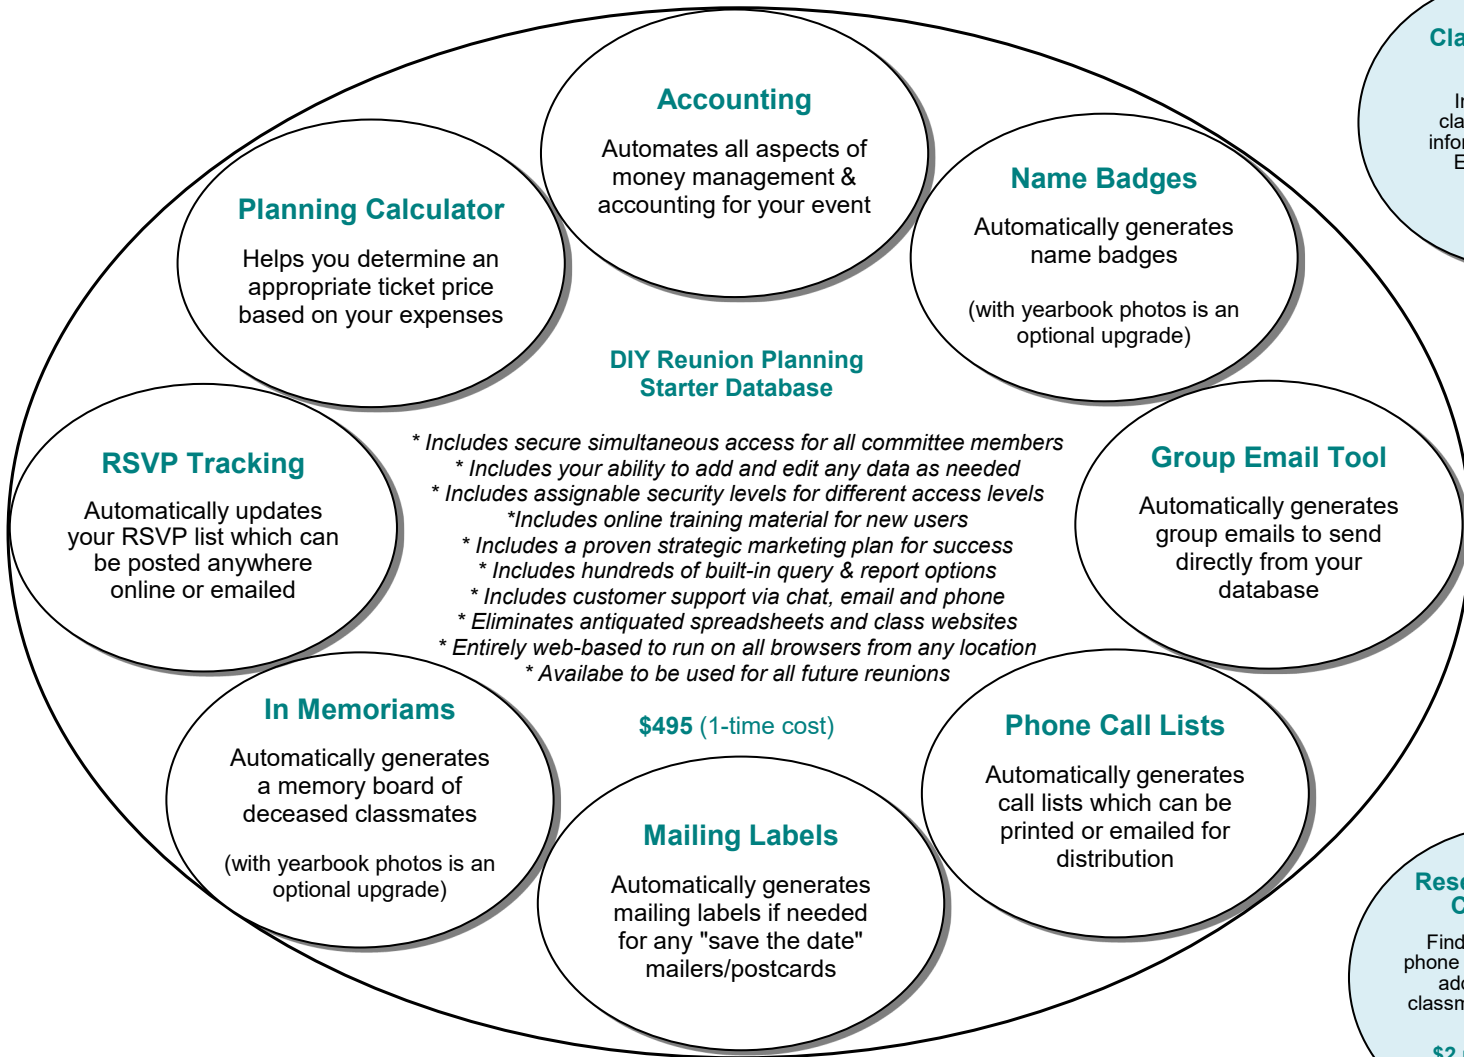 Accounting
Automates all aspects of
money management &
accounting for your event
Planning Calculator
Helps you determine an
appropriate ticket price
based on your expenses
Name Badges
Automatically generates
name badges
(with yearbook photos is an
optional upgrade)
DIY Reunion Planning
Starter Database
* Includes secure simultaneous access for all committee members
* Includes your ability to add and edit any data as needed
* Includes assignable security levels for different access levels
*Includes online training material for new users
* Includes a proven strategic marketing plan for success
* Includes hundreds of built-in query & report options
* Includes customer support via chat, email and phone
* Eliminates antiquated spreadsheets and class websites
* Entirely web-based to run on all browsers from any location
* Availabe to be used for all future reunions
$495 (1-time cost)
RSVP Tracking
Automatically updates
your RSVP list which can
be posted anywhere
online or emailed
Group Email Tool
Automatically generates
group emails to send
directly from your
database
In Memoriams
Automatically generates
a memory board of
deceased classmates
(with yearbook photos is an
optional upgrade)
Mailing Labels
Automatically generates
mailing labels if needed
for any "save the date"
mailers/postcards
Phone Call Lists
Automatically generates
call lists which can be
printed or emailed for
distribution
Find
phone
$2